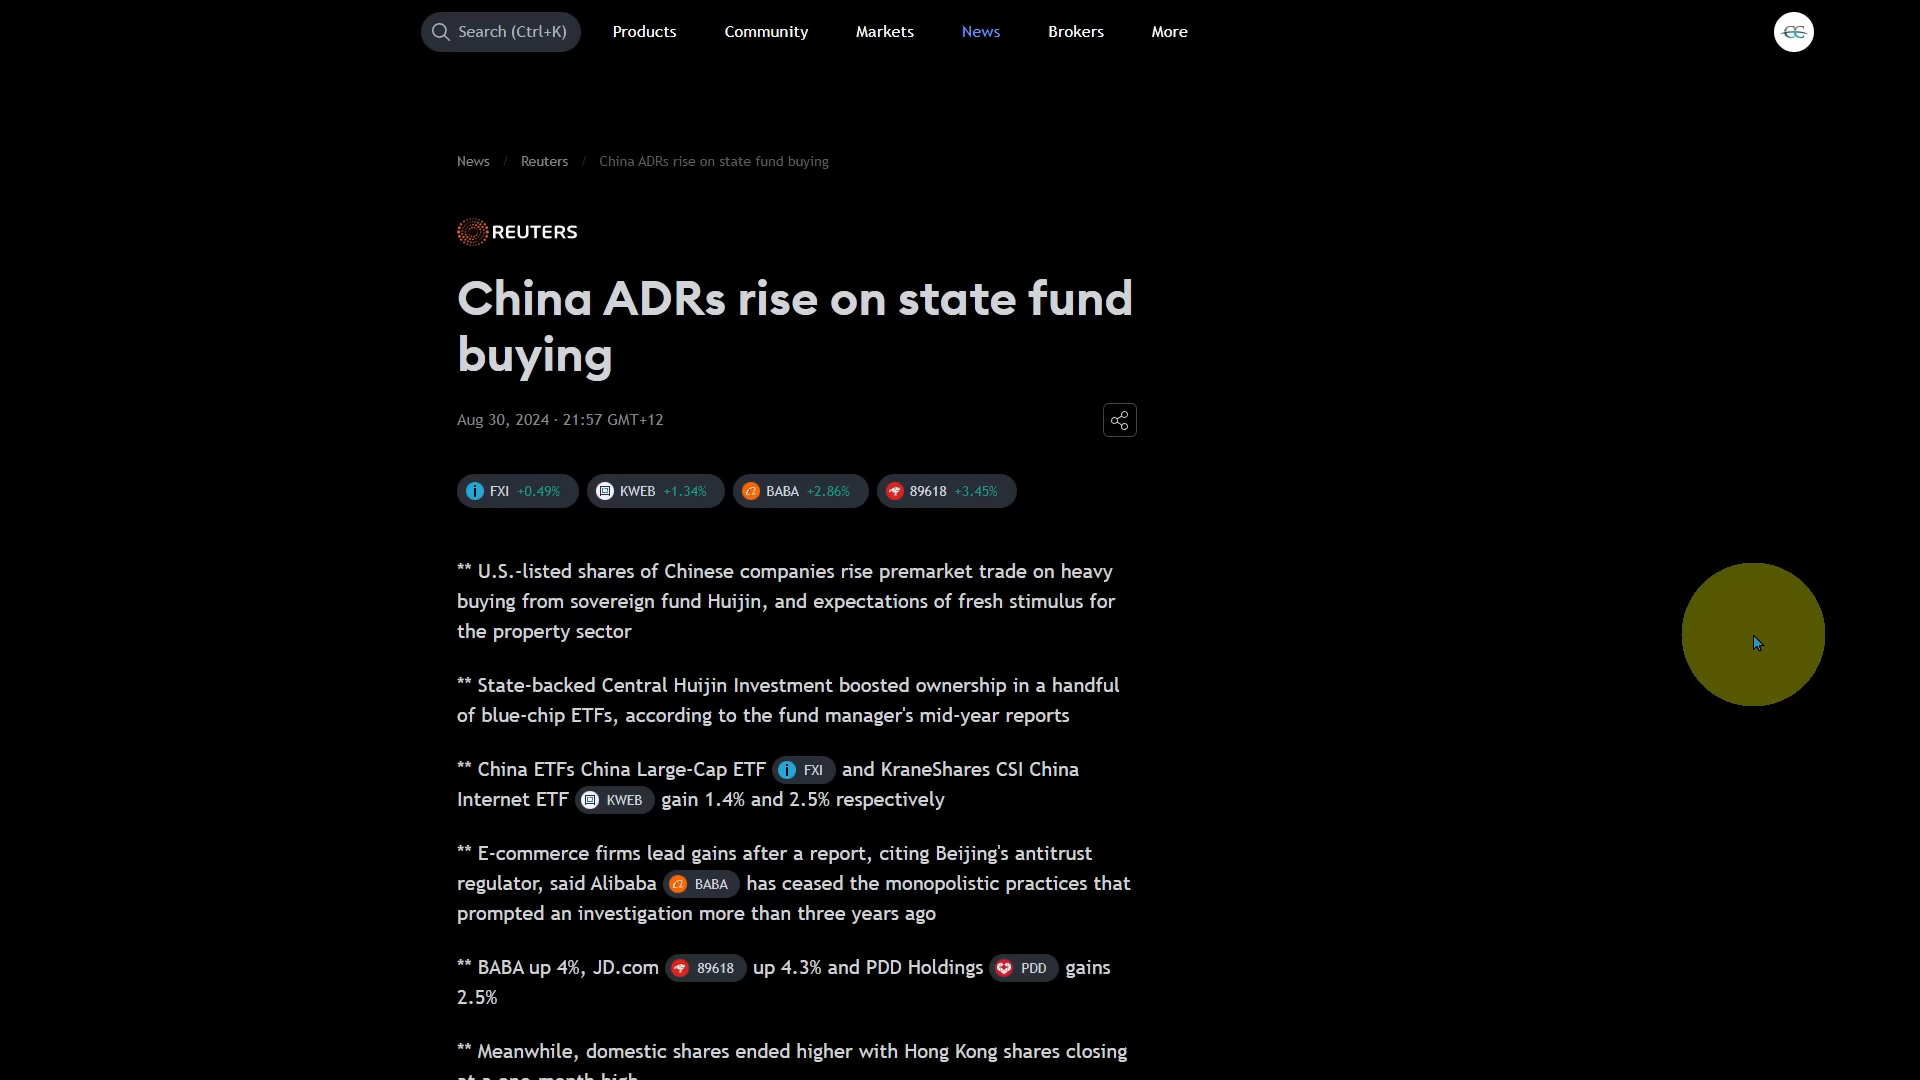 Search (Ctrl+K) Products Community Markets News Brokers More
News / Reuters / China ADRs rise on state fund buying
REUTERS
China ADRs rise on state fund
buying
Aug 30, 2024 · 21:57 GMT+12
FXI +0.49% KWEB +1.34% BABA +2.86% 89618 +3.45%
** U.S.-listed shares of Chinese companies rise premarket trade on heavy
buying from sovereign fund Huijin, and expectations of fresh stimulus for
the property sector
** State-backed Central Huijin Investment boosted ownership in a handful
of blue-chip ETFs, according to the fund manager's mid-year reports
** China ETFs China Large-Cap ETF FXI and KraneShares CSI China
Internet ETF KWEB gain 1.4% and 2.5% respectively
** E-commerce firms lead gains after a report, citing Beijing's antitrust
regulator, said Alibaba BABA has ceased the monopolistic practices that
prompted an investigation more than three years ago
** BABA up 4%, JD.com 89618 up 4.3% and PDD Holdings PDD gains
2.5%
** Meanwhile, domestic shares ended higher with Hong Kong shares closing
at a one-month high